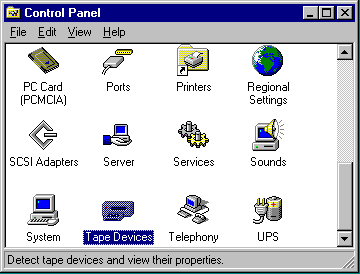 Control Panel
File Edit View Help
PC Card
(PCMCIA)
Ports
Printers
Regional
Settings
SCSI Adapters
Server
Services
Sounds
System
Tape Devices
Telephony
UPS
Detect tape devices and view their properties.